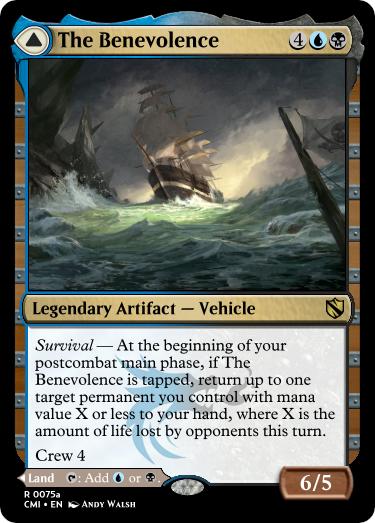 The Benevolence 4
Legendary Artifact — Vehicle
Survival — At the beginning of your
postcombat main phase, if The
Benevolence is tapped, return up to one
target permanent you control with mana
value X or less to your hand, where X is the
amount of life lost by opponents this turn.
Crew 4
Land : Add or .
6/5
R 0075a
CMI • EN Andy Walsh